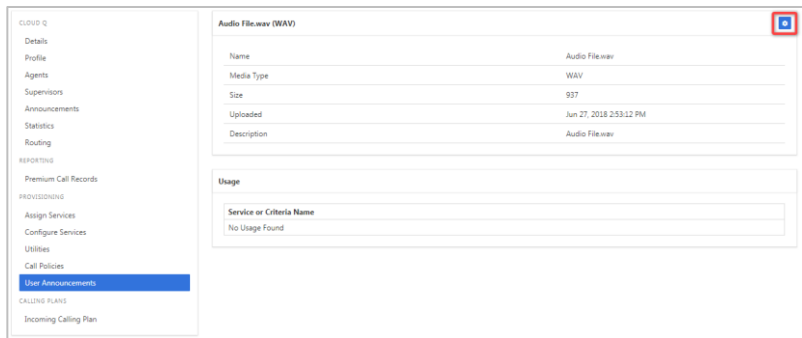 CLOUD Q
Details
Profile
Agents
Supervisors
Announcements
Statistics
Routing
REPORTING
Premium Call Records
PROVISIONING
Assign Services
Configure Services
Utilities
Call Policies
User Announcements
CALLING PLANS
Incoming Calling Plan
Audio File.wav (WAV)
Name Audio File.wav
Media Type WAV
Size 937
Uploaded Jun 27, 2018 2:53:12 PM
Description Audio File.wav
Usage
Service or Criteria Name
No Usage Found